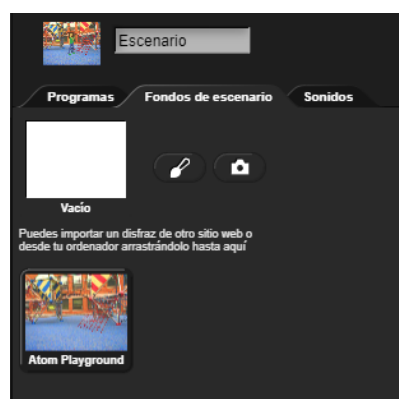 Escenario
Programas Fondos de escenario Sonidos
Vacío
Puedes importar un disfraz de otro sitio web o
desde tu ordenador arrastrándolo hasta aquí
Atom Playground